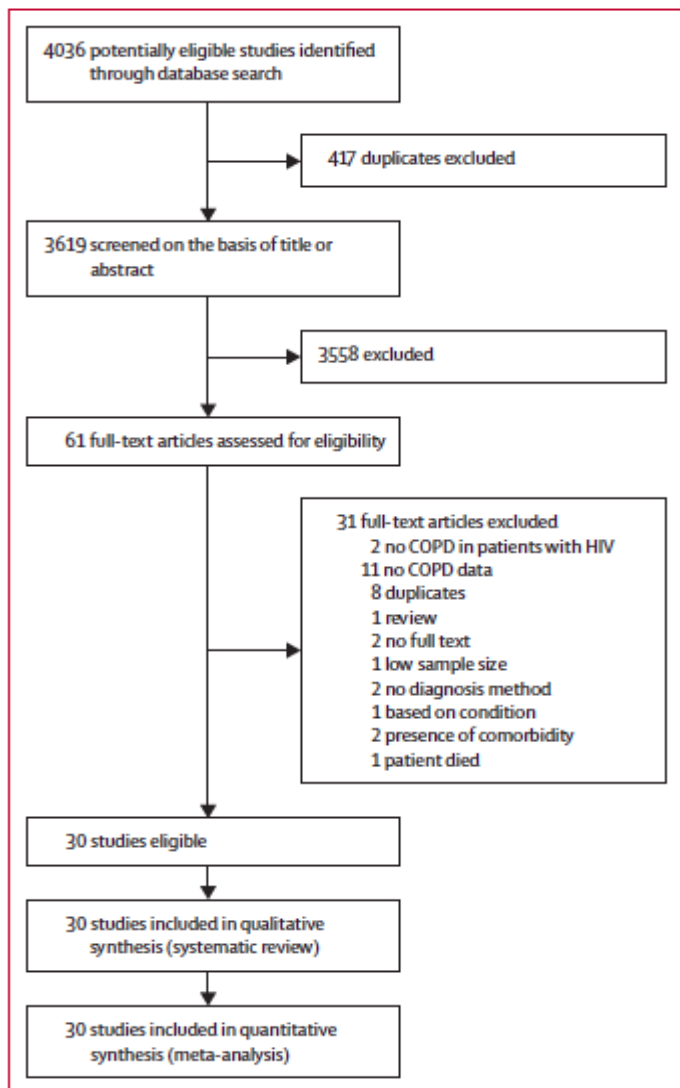 4036 potentially eligible studies identified
through database search
417 duplicates excluded
3619 screened on the basis of title or
abstract
3558 excluded
61 full-text articles assessed for eligibility
31 full-text articles excluded
2 no COPD in patients with HIV
11 no COPD data
8 duplicates
1 review
2 no full text
1 low sample size
2 no diagnosis method
1 based on condition
2 presence of comorbidity
1 patient died
30 studies eligible
30 studies included in qualitative
synthesis (systematic review)
30 studies included in quantitative
synthesis (meta-analysis)